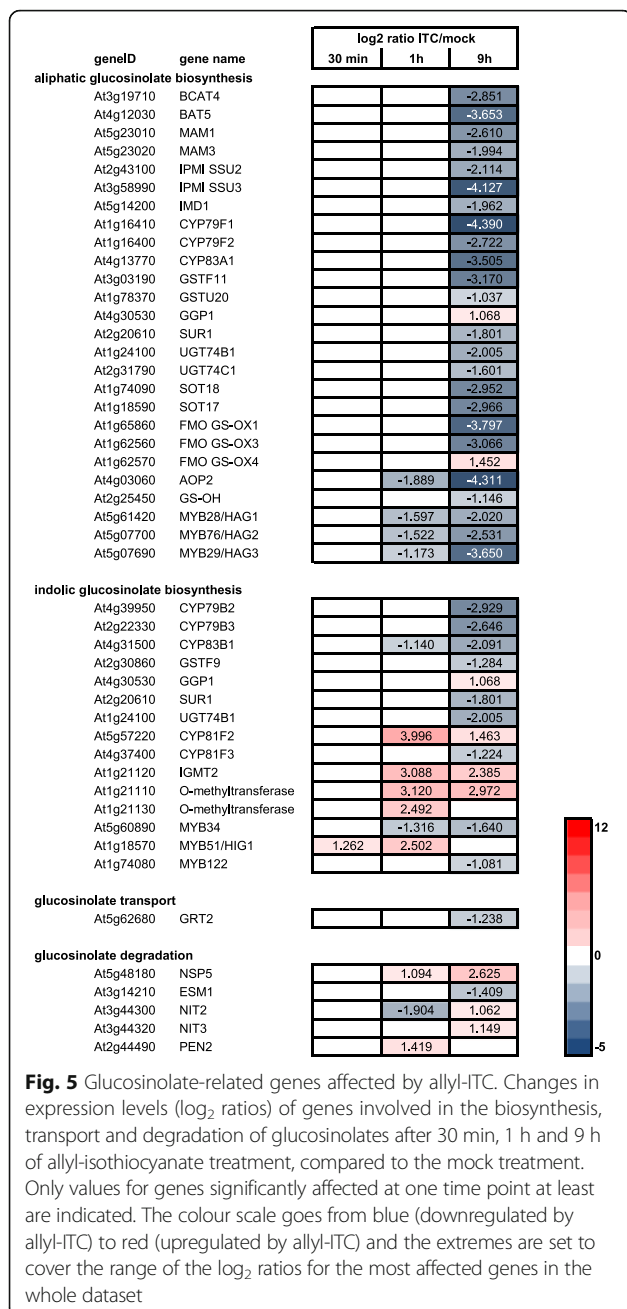 log2 ratio ITC/mock
geneID gene name 30 min 1h 9h
aliphatic glucosinolate biosynthesis
At3g19710 BCAT4 -2.851
At4g12030 BAT5 -3.653
At5g23010 MAM1 -2.610
At5g23020 MAM3 -1.994
At2g43100 IPMI SSU2 -2.114
At3g58990 IPMI SSU3 -4.127
At5g14200 IMD1 -1.962
At1g16410 CYP79F1 -4.390
At1g16400 CYP79F2 -2.722
At4g13770 CYP83A1 -3.505
At3g03190 GSTF11 -3.170
At1g78370 GSTU20 -1.037
At4g30530 GGP1 1.068
At2g20610 SUR1 -1.801
At1g24100 UGT74B1 -2.005
At2g31790 UGT74C1 -1.601
At1g74090 SOT18 -2.952
At1g18590 SOT17 -2.966
At1g65860 FMO GS-OX1 -3.797
At1g62560 FMO GS-OX3 -3.066
At1g62570 FMO GS-OX4 1.452
At4g03060 AOP2 -1.889 -4.311
At2g25450 GS-OH -1.146
At5g61420 MYB28/HAG1 -1.597 -2.020
At5g07700 MYB76/HAG2 -1.522 -2.531
At5g07690 MYB29/HAG3 -1.173 -3.650
indolic glucosinolate biosynthesis
At4g39950 CYP79B2 -2.929
At2g22330 CYP79B3 -2.646
At4g31500 CYP83B1 -1.140 -2.091
At2g30860 GSTF9 -1.284
At4g30530 GGP1 1.068
At2g20610 SUR1 -1.801
At1g24100 UGT74B1 -2.005
At5g57220 CYP81F2 3.996 1.463
At4g37400 CYP81F3 -1.224
At1g21120 IGMT2 3.088 2.385
At1g21110 O-methyltransferase 3.120 2.972
At1g21130 O-methyltransferase 2.492
At5g60890 MYB34 -1.316 -1.640
At1g18570 MYB51/HIG1 1.262 2.502
At1g74080 MYB122 -1.081
glucosinolate transport
At5g62680 GRT2 -1.238
glucosinolate degradation
At5g48180 NSP5 1.094 2.625
At3g14210 ESM1 -1.409
At3g44300 NIT2 -1.904 1.062
At3g44320 NIT3 1.149
At2g44490 PEN2 1.419
12
0
-5
Fig. 5 Glucosinolate-related genes affected by allyl-ITC. Changes in
expression levels (log₂ ratios) of genes involved in the biosynthesis,
transport and degradation of glucosinolates after 30 min, 1 h and 9 h
of allyl-isothiocyanate treatment, compared to the mock treatment.
Only values for genes significantly affected at one time point at least
are indicated. The colour scale goes from blue (downregulated by
allyl-ITC) to red (upregulated by allyl-ITC) and the extremes are set to
cover the range of the log₂ ratios for the most affected genes in the
whole dataset